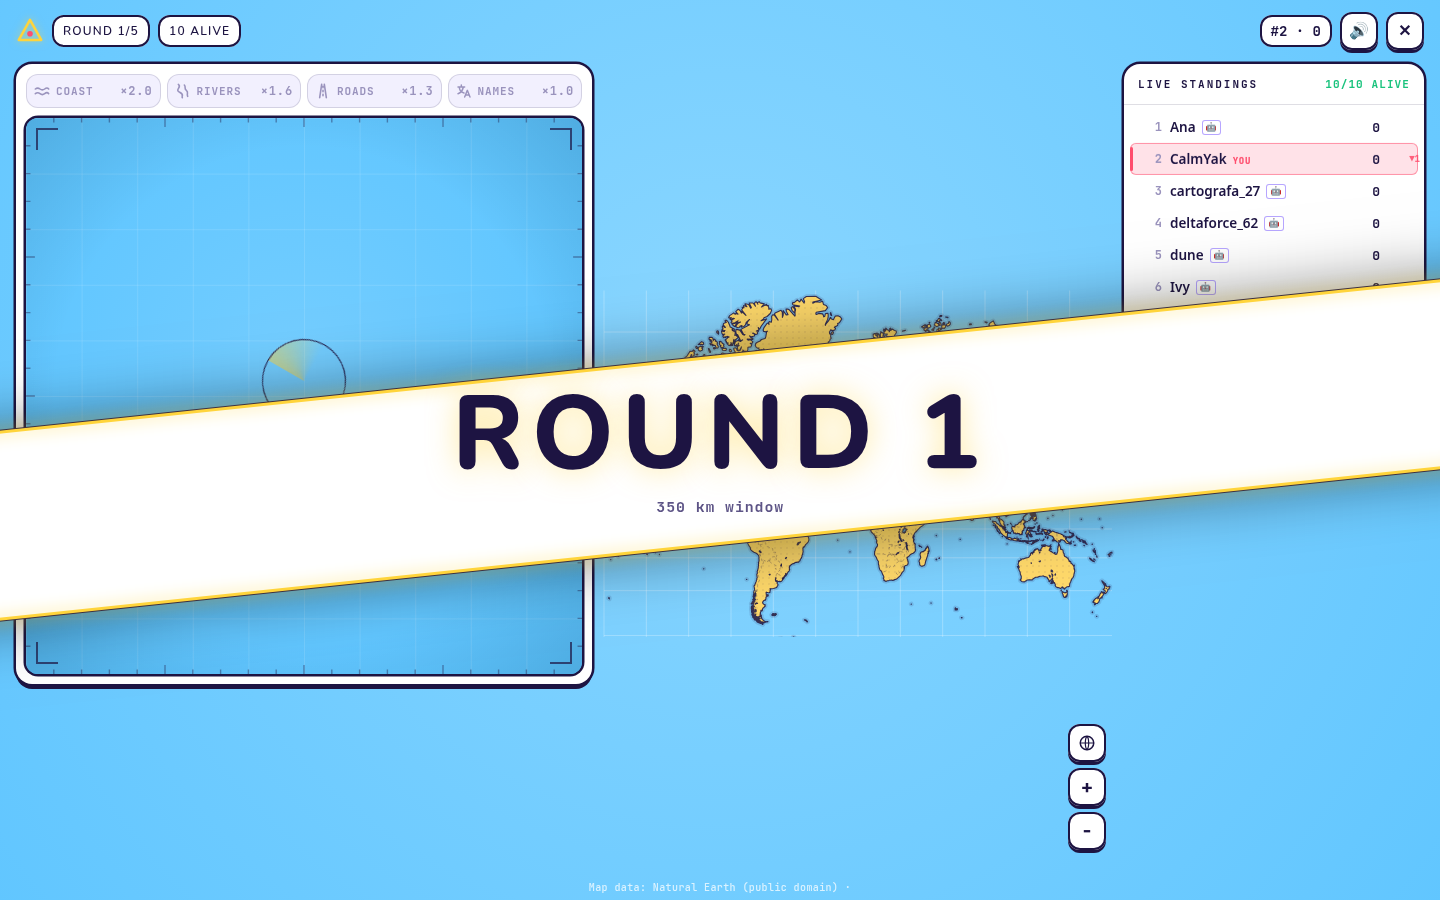 ROUND 1/5
10 ALIVE
#2 · 0
COAST ×2.0
RIVERS ×1.6
ROADS ×1.3
NAMES ×1.0
LIVE STANDINGS 10/10 ALIVE
1 Ana 0
2 CalmYak YOU 0 ▼1
3 cartografa_27 0
4 deltaforce_62 0
5 dune 0
6 Ivy
ROUND 1
350 km window
+
-
Map data: Natural Earth (public domain) ·